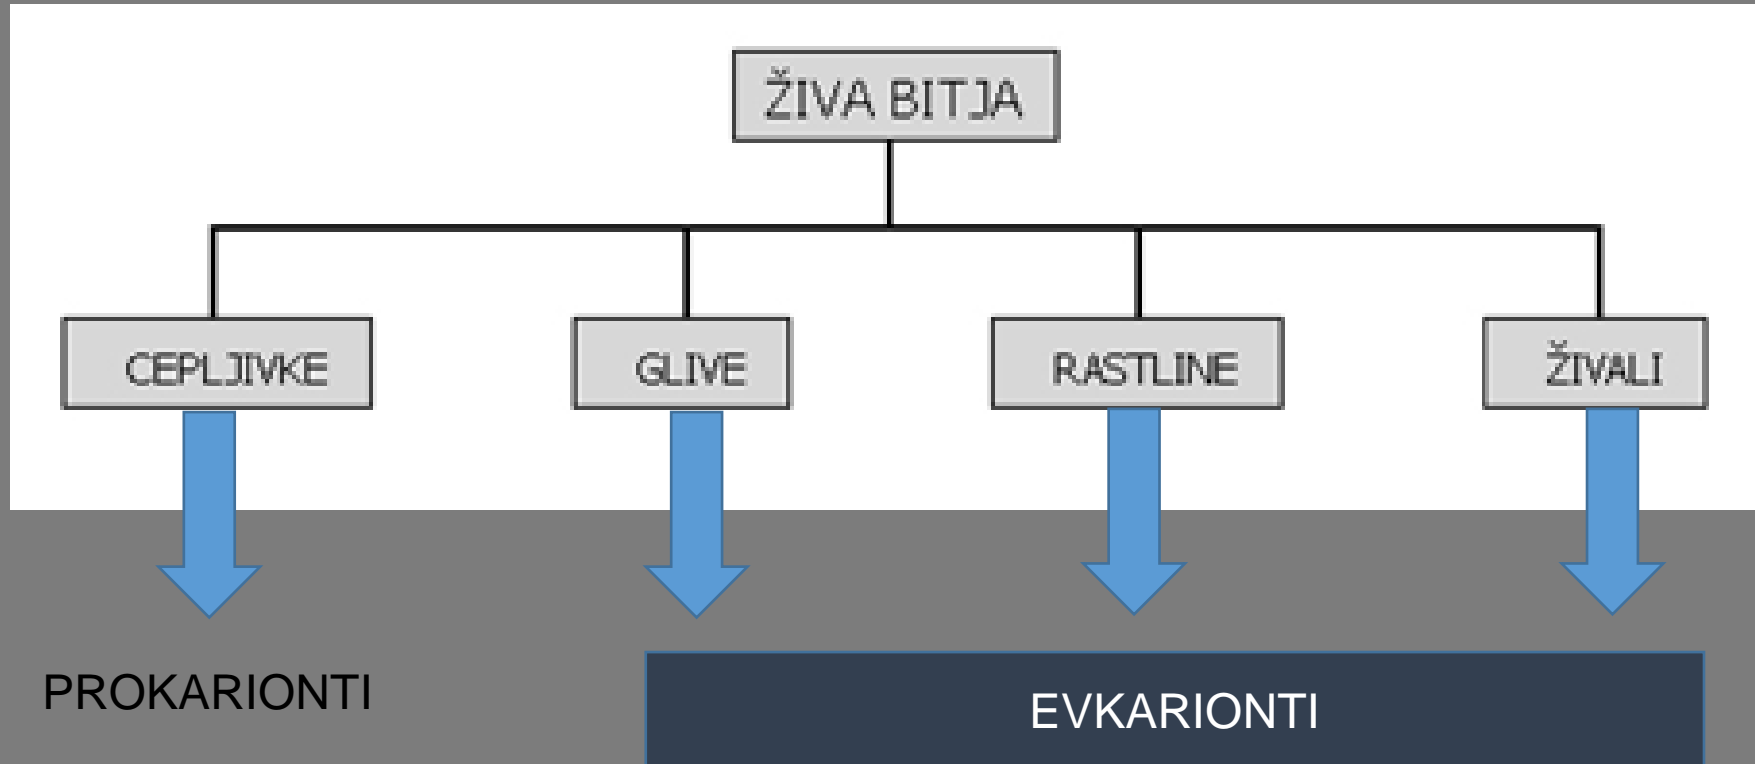 ŽIVA BITJA
CEPLJIVKE
GLIVE
RASTLINE
ŽIVALI
PROKARIONTI
EVKARIONTI